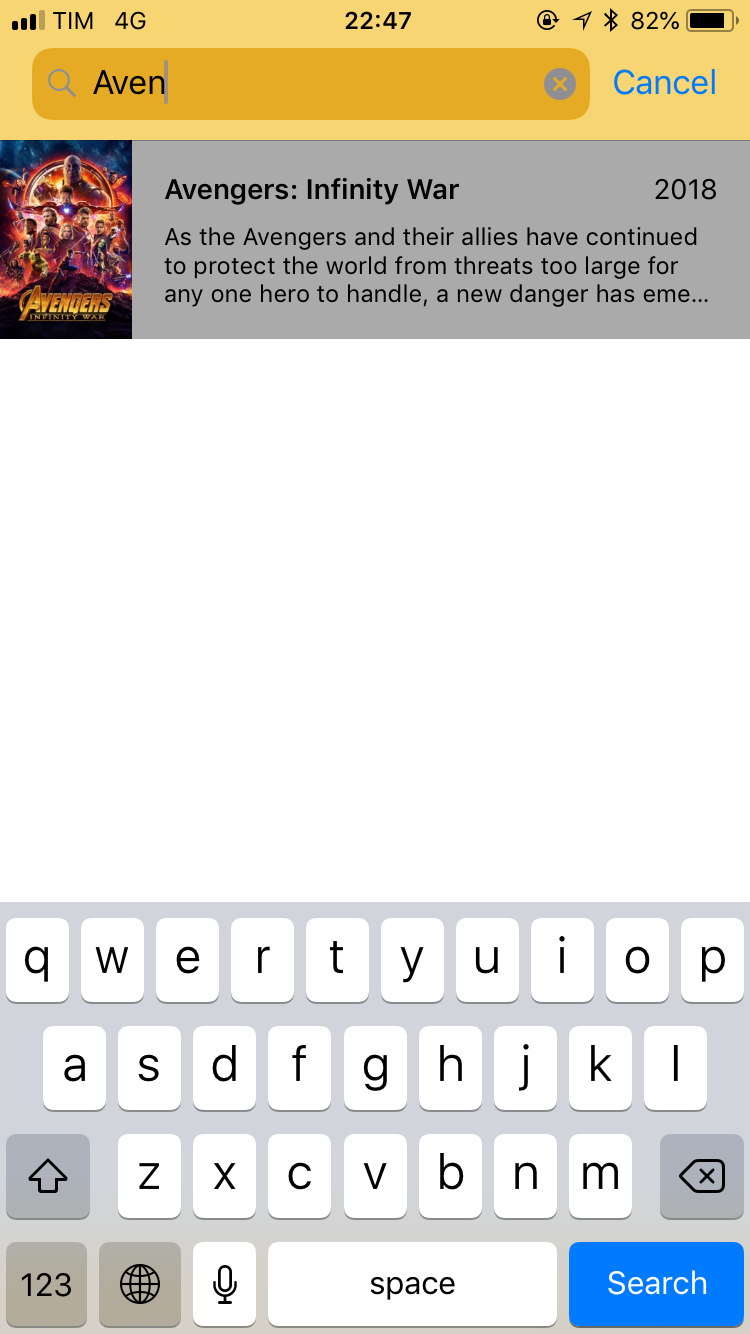 TIM 4G 22:47 82%
Aven Cancel
Avengers: Infinity War 2018
As the Avengers and their allies have continued
to protect the world from threats too large for
any one hero to handle, a new danger has eme...
AVENGERS
INFINITY WAR
q w e r t y u i o p
a s d f g h j k l
z x c v b n m
123 space Search